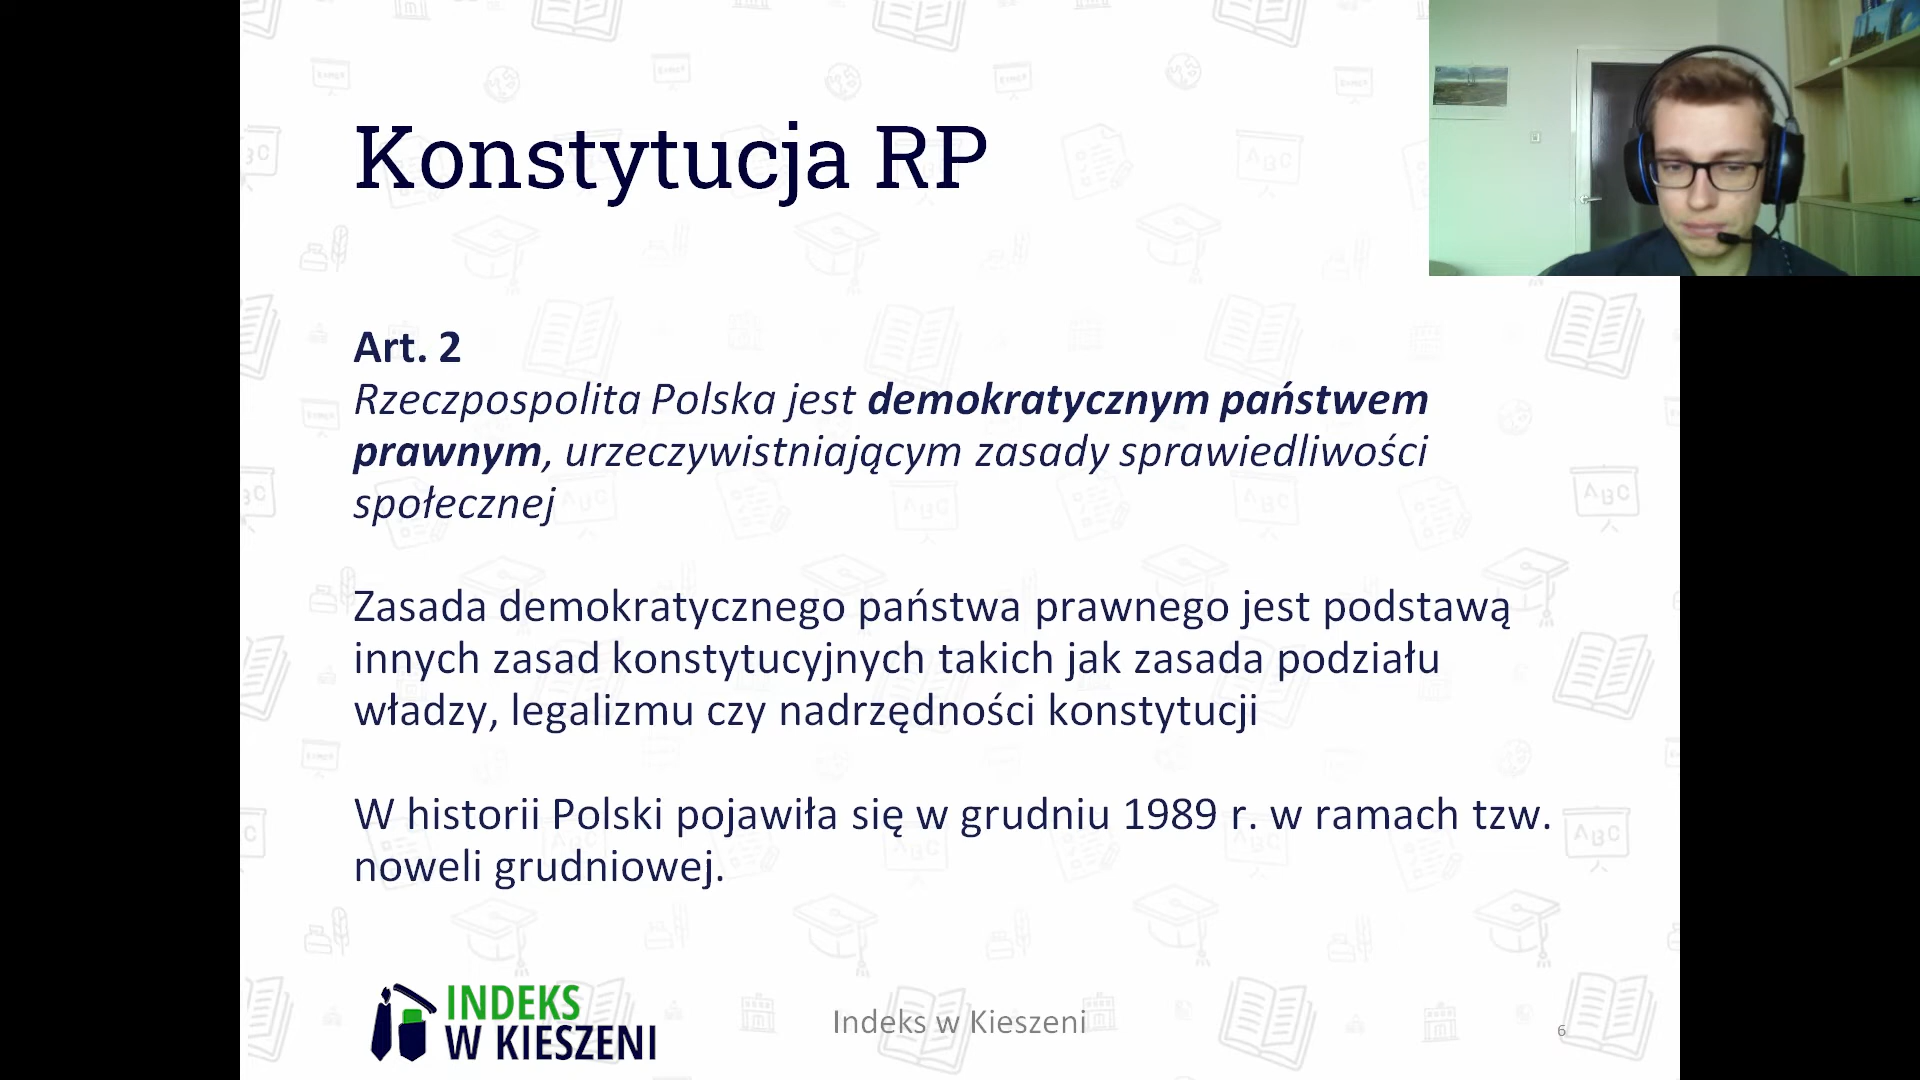 Konstytucja RP
Art. 2
Rzeczpospolita Polska jest demokratycznym państwem
prawnym, urzeczywistniającym zasady sprawiedliwości
społecznej
Zasada demokratycznego państwa prawnego jest podstawą
innych zasad konstytucyjnych takich jak zasada podziału
władzy, legalizmu czy nadrzędności konstytucji
W historii Polski pojawiła się w grudniu 1989 r. w ramach tzw.
noweli grudniowej.
INDEKS
W KIESZENI
Indeks w Kieszeni
6